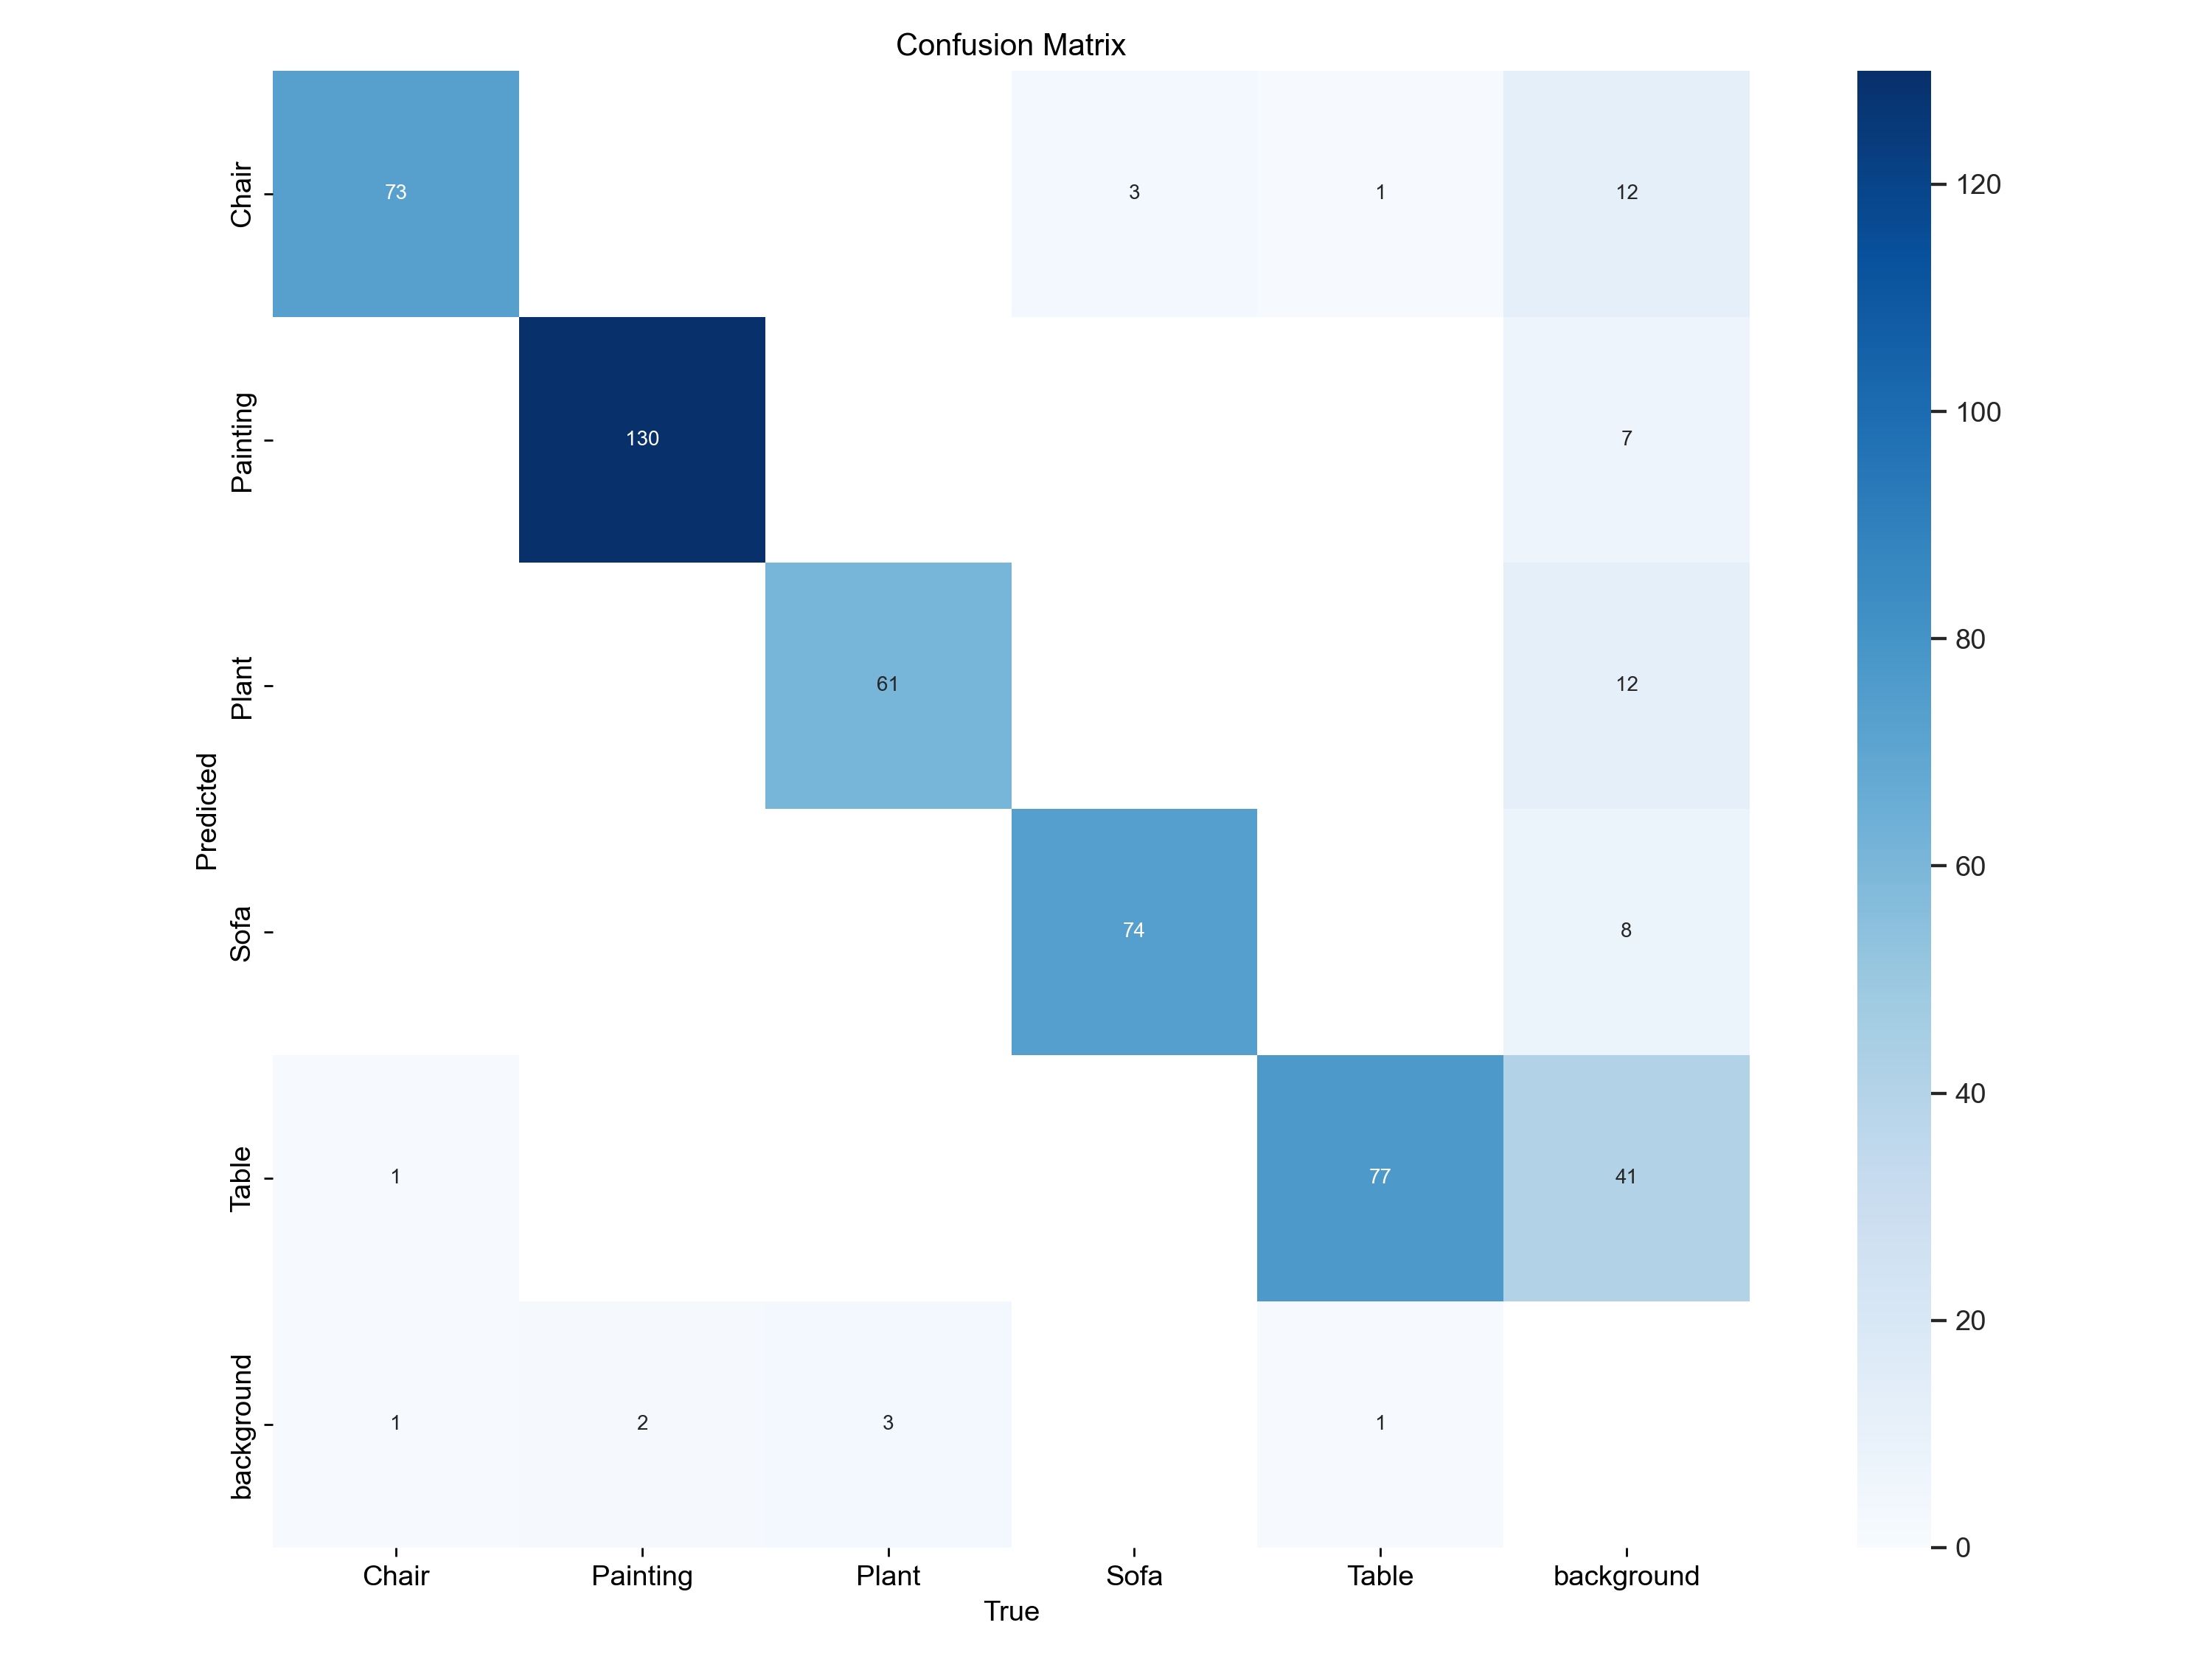 Confusion Matrix
Chair
73
3
1
12
Painting
130
7
Plant
61
12
Sofa
74
8
Table
1
77
41
background
1
2
3
1
Predicted
Chair
Painting
Plant
Sofa
Table
background
True
120
100
80
60
40
20
0